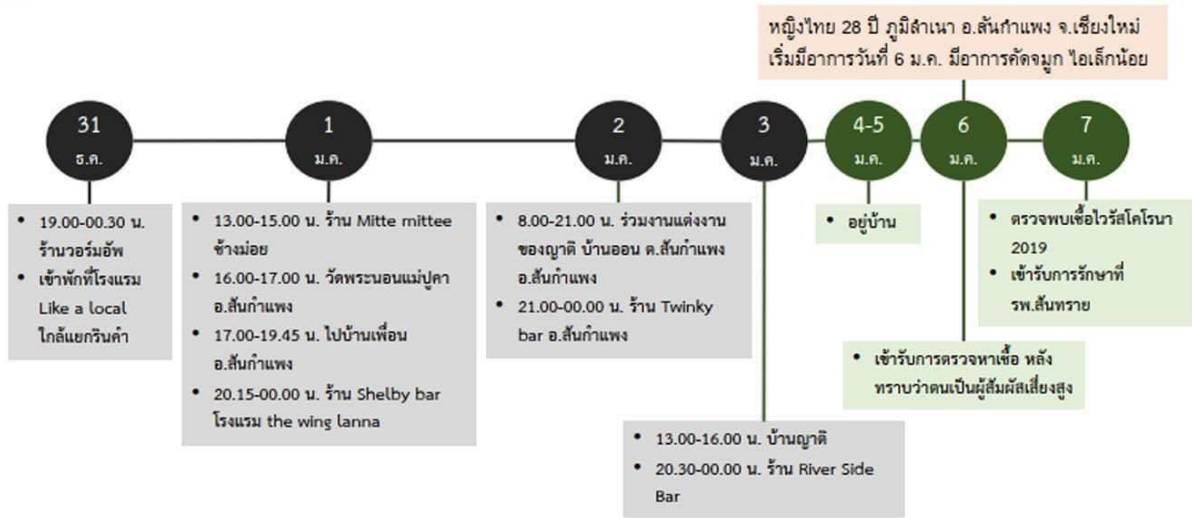 หญิงไทย 28 ปี ภูมิลำเนา อ.สันกำแพง จ.เชียงใหม่
เริ่มมีอาการวันที่ 6 ม.ค. มีอาการคัดจมูก ไอเล็กน้อย
31
ธ.ค.
1
ม.ค.
2
ม.ค.
3
ม.ค.
4-5
ม.ค.
6
ม.ค.
7
ม.ค.
• 19.00-00.30 น.
ร้านวอร์มอัพ
• เข้าพักที่โรงแรม
Like a local
ใกล้แยกรินคำ
• 13.00-15.00 น. ร้าน Mitte mittee
ช้างม่อย
• 16.00-17.00 น. วัดพระนอนแม่ปูคา
อ.สันกำแพง
• 17.00-19.45 น. ไปบ้านเพื่อน
อ.สันกำแพง
• 20.15-00.00 น. ร้าน Shelby bar
โรงแรม the wing lanna
• 8.00-21.00 น. ร่วมงานแต่งงาน
ของญาติ บ้านออน ต.สันกำแพง
อ.สันกำแพง
• 21.00-00.00 น. ร้าน Twinky
bar อ.สันกำแพง
• 13.00-16.00 น. บ้านญาติ
• 20.30-00.00 น. ร้าน River Side
Bar
• อยู่บ้าน
• เข้ารับการตรวจหาเชื้อ หลัง
ทราบว่าตนเป็นผู้สัมผัสเสี่ยงสูง
• ตรวจพบเชื้อไวรัสโคโรนา
2019
• เข้ารับการรักษาที่
รพ.สันทราย